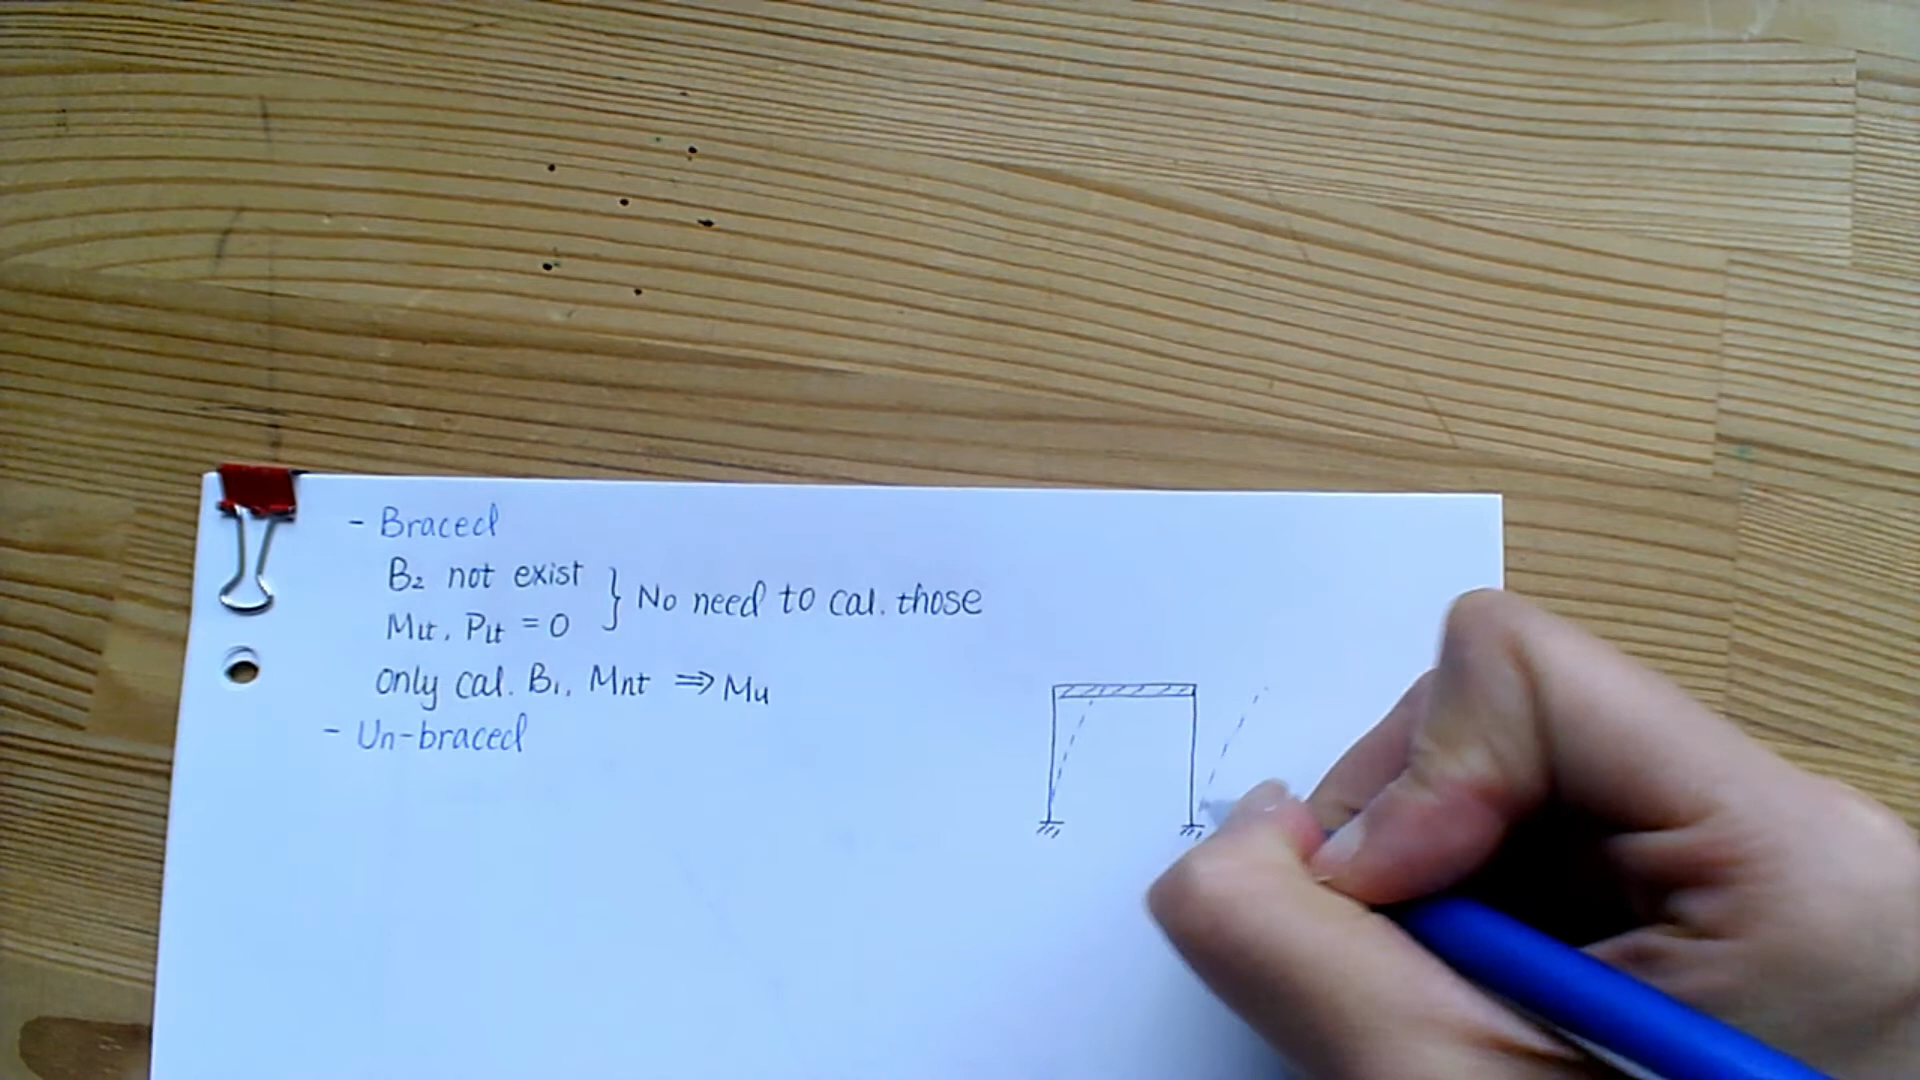 - Braced
B₂ not exist
Mlt, Plt = 0
} No need to cal. those
only cal. B₁, Mnt ⇒ Mu
- Un-braced